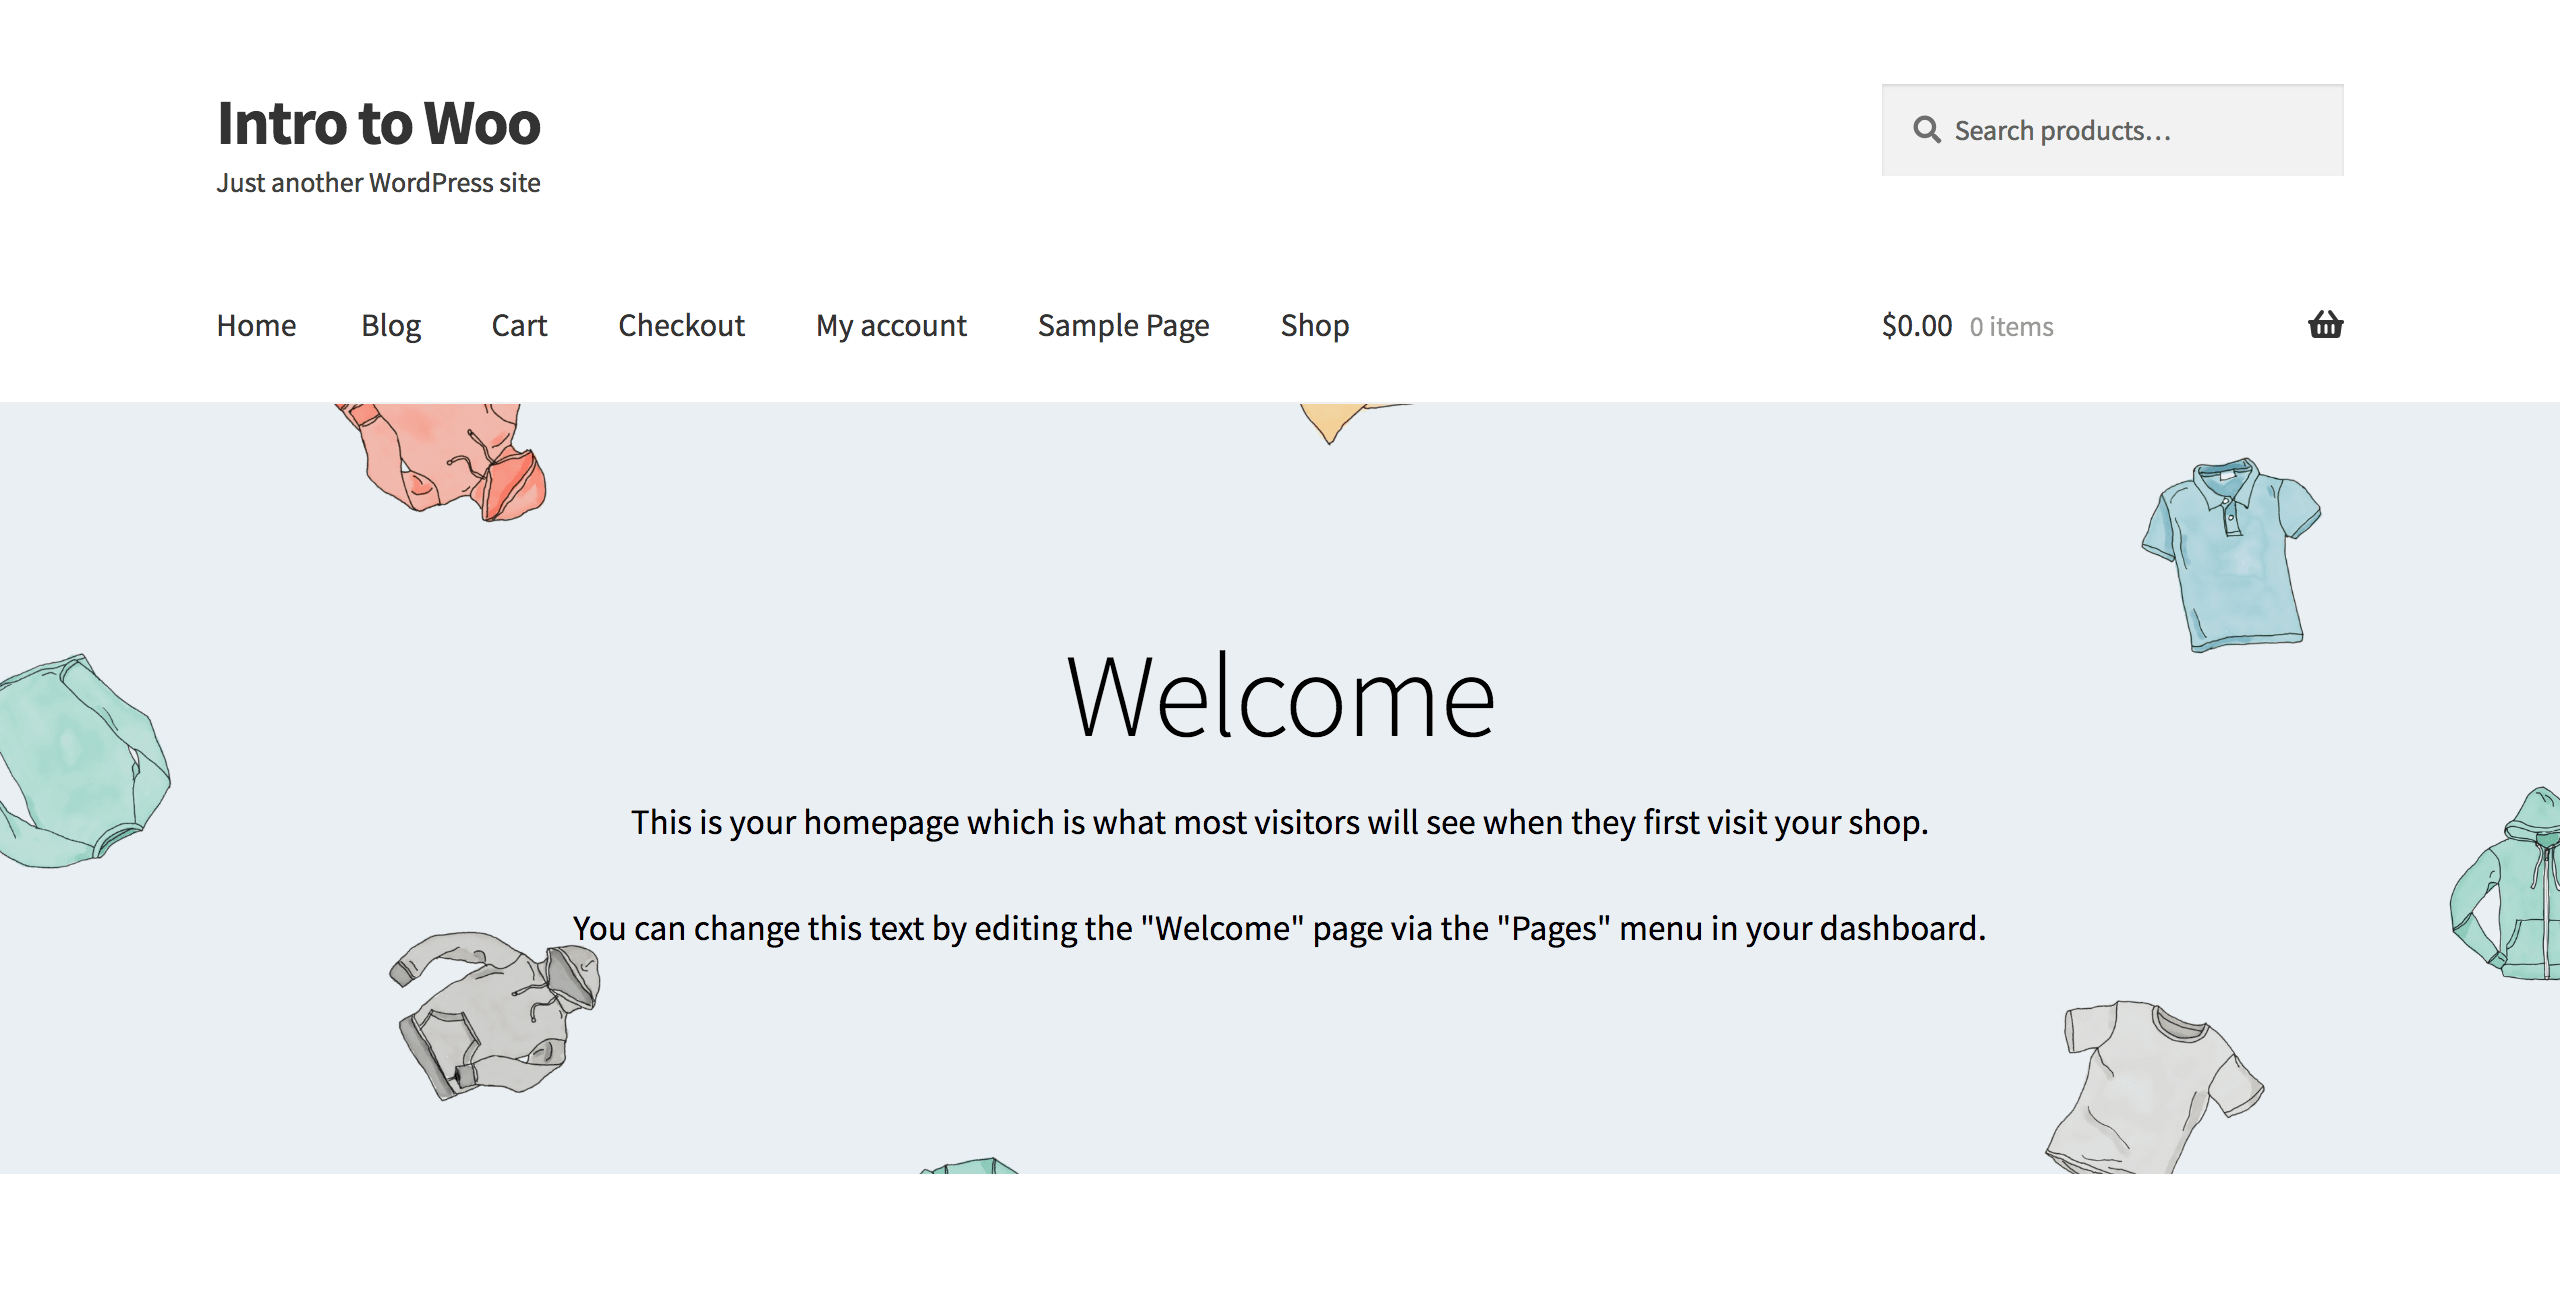 Intro to Woo
Just another WordPress site
Search products…
Home Blog Cart Checkout My account Sample Page Shop
$0.00 0 items
Welcome
This is your homepage which is what most visitors will see when they first visit your shop.
You can change this text by editing the "Welcome" page via the "Pages" menu in your dashboard.